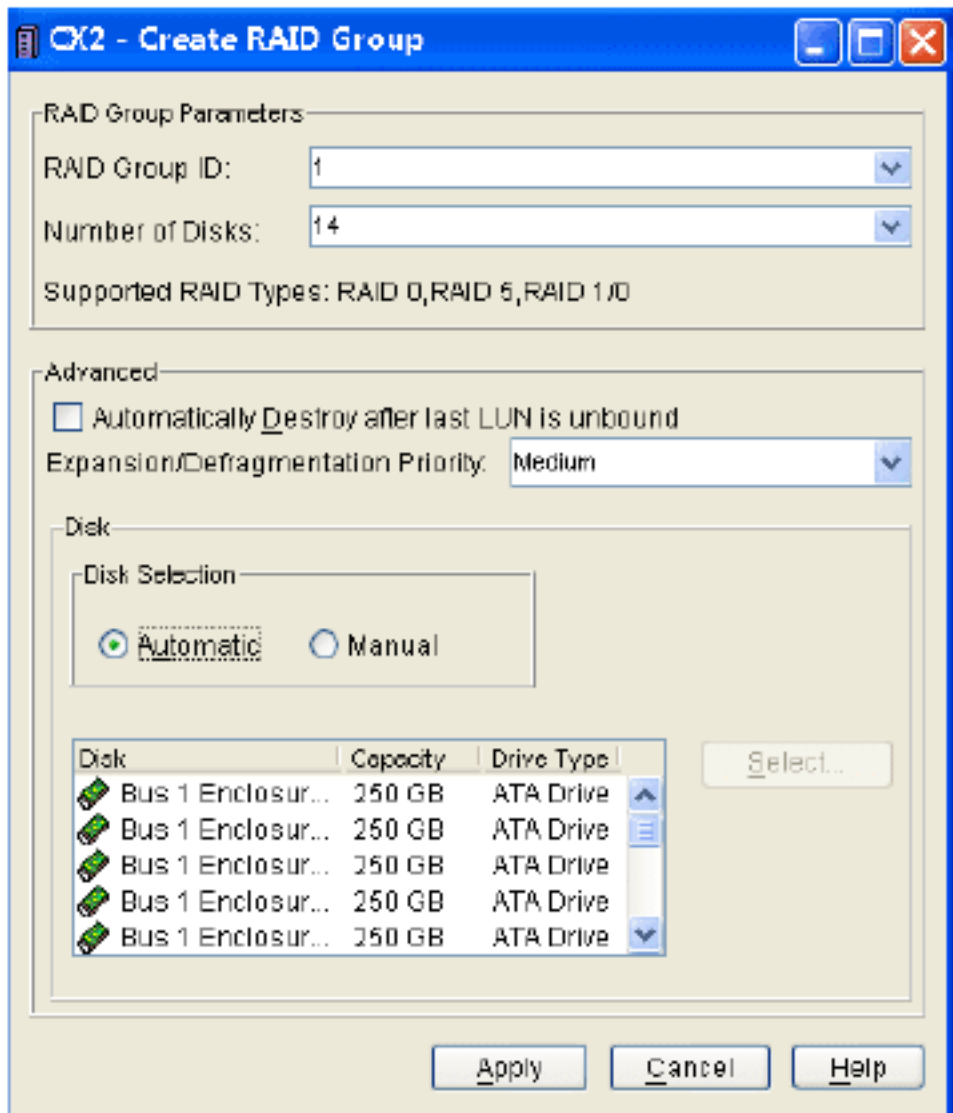 CX2 - Create RAID Group
RAID Group Parameters
RAID Group ID: 1
Number of Disks: 14
Supported RAID Types: RAID 0,RAID 5,RAID 1/0
Advanced
Automatically Destroy after last LUN is unbound
Expansion/Defragmentation Priority: Medium
Disk
Disk Selection
Automatic Manual
Disk Capacity Drive Type
Bus 1 Enclosur... 250 GB ATA Drive
Bus 1 Enclosur... 250 GB ATA Drive
Bus 1 Enclosur... 250 GB ATA Drive
Bus 1 Enclosur... 250 GB ATA Drive
Bus 1 Enclosur... 250 GB ATA Drive
Select...
Apply Cancel Help